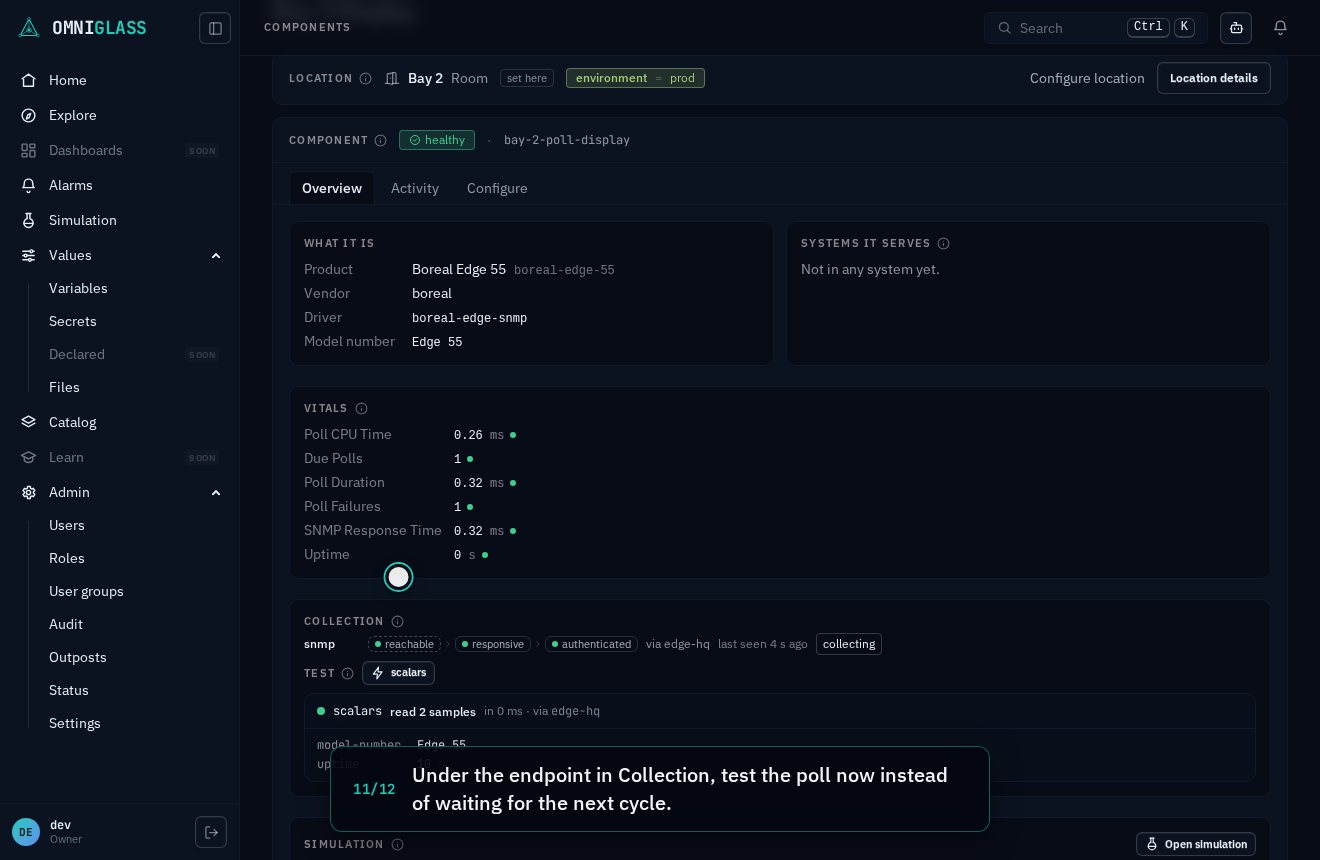 OMNIGLASS
COMPONENTS
Search Ctrl K
Home
Explore
Dashboards SOON
Alarms
Simulation
Values
Variables
Secrets
Declared SOON
Files
Catalog
Learn SOON
Admin
Users
Roles
User groups
Audit
Outposts
Status
Settings
DE dev
Owner
LOCATION Bay 2 Room set here environment = prod Configure location Location details
COMPONENT healthy · bay-2-poll-display
Overview Activity Configure
WHAT IT IS
Product Boreal Edge 55 boreal-edge-55
Vendor boreal
Driver boreal-edge-snmp
Model number Edge 55
SYSTEMS IT SERVES
Not in any system yet.
VITALS
Poll CPU Time 0.26 ms
Due Polls 1
Poll Duration 0.32 ms
Poll Failures 1
SNMP Response Time 0.32 ms
Uptime 0 s
COLLECTION
snmp reachable › responsive › authenticated via edge-hq last seen 4 s ago collecting
TEST scalars
scalars read 2 samples in 0 ms · via edge-hq
model-number Edge 55
uptime 10 s
11/12 Under the endpoint in Collection, test the poll now instead
of waiting for the next cycle.
SIMULATION Open simulation